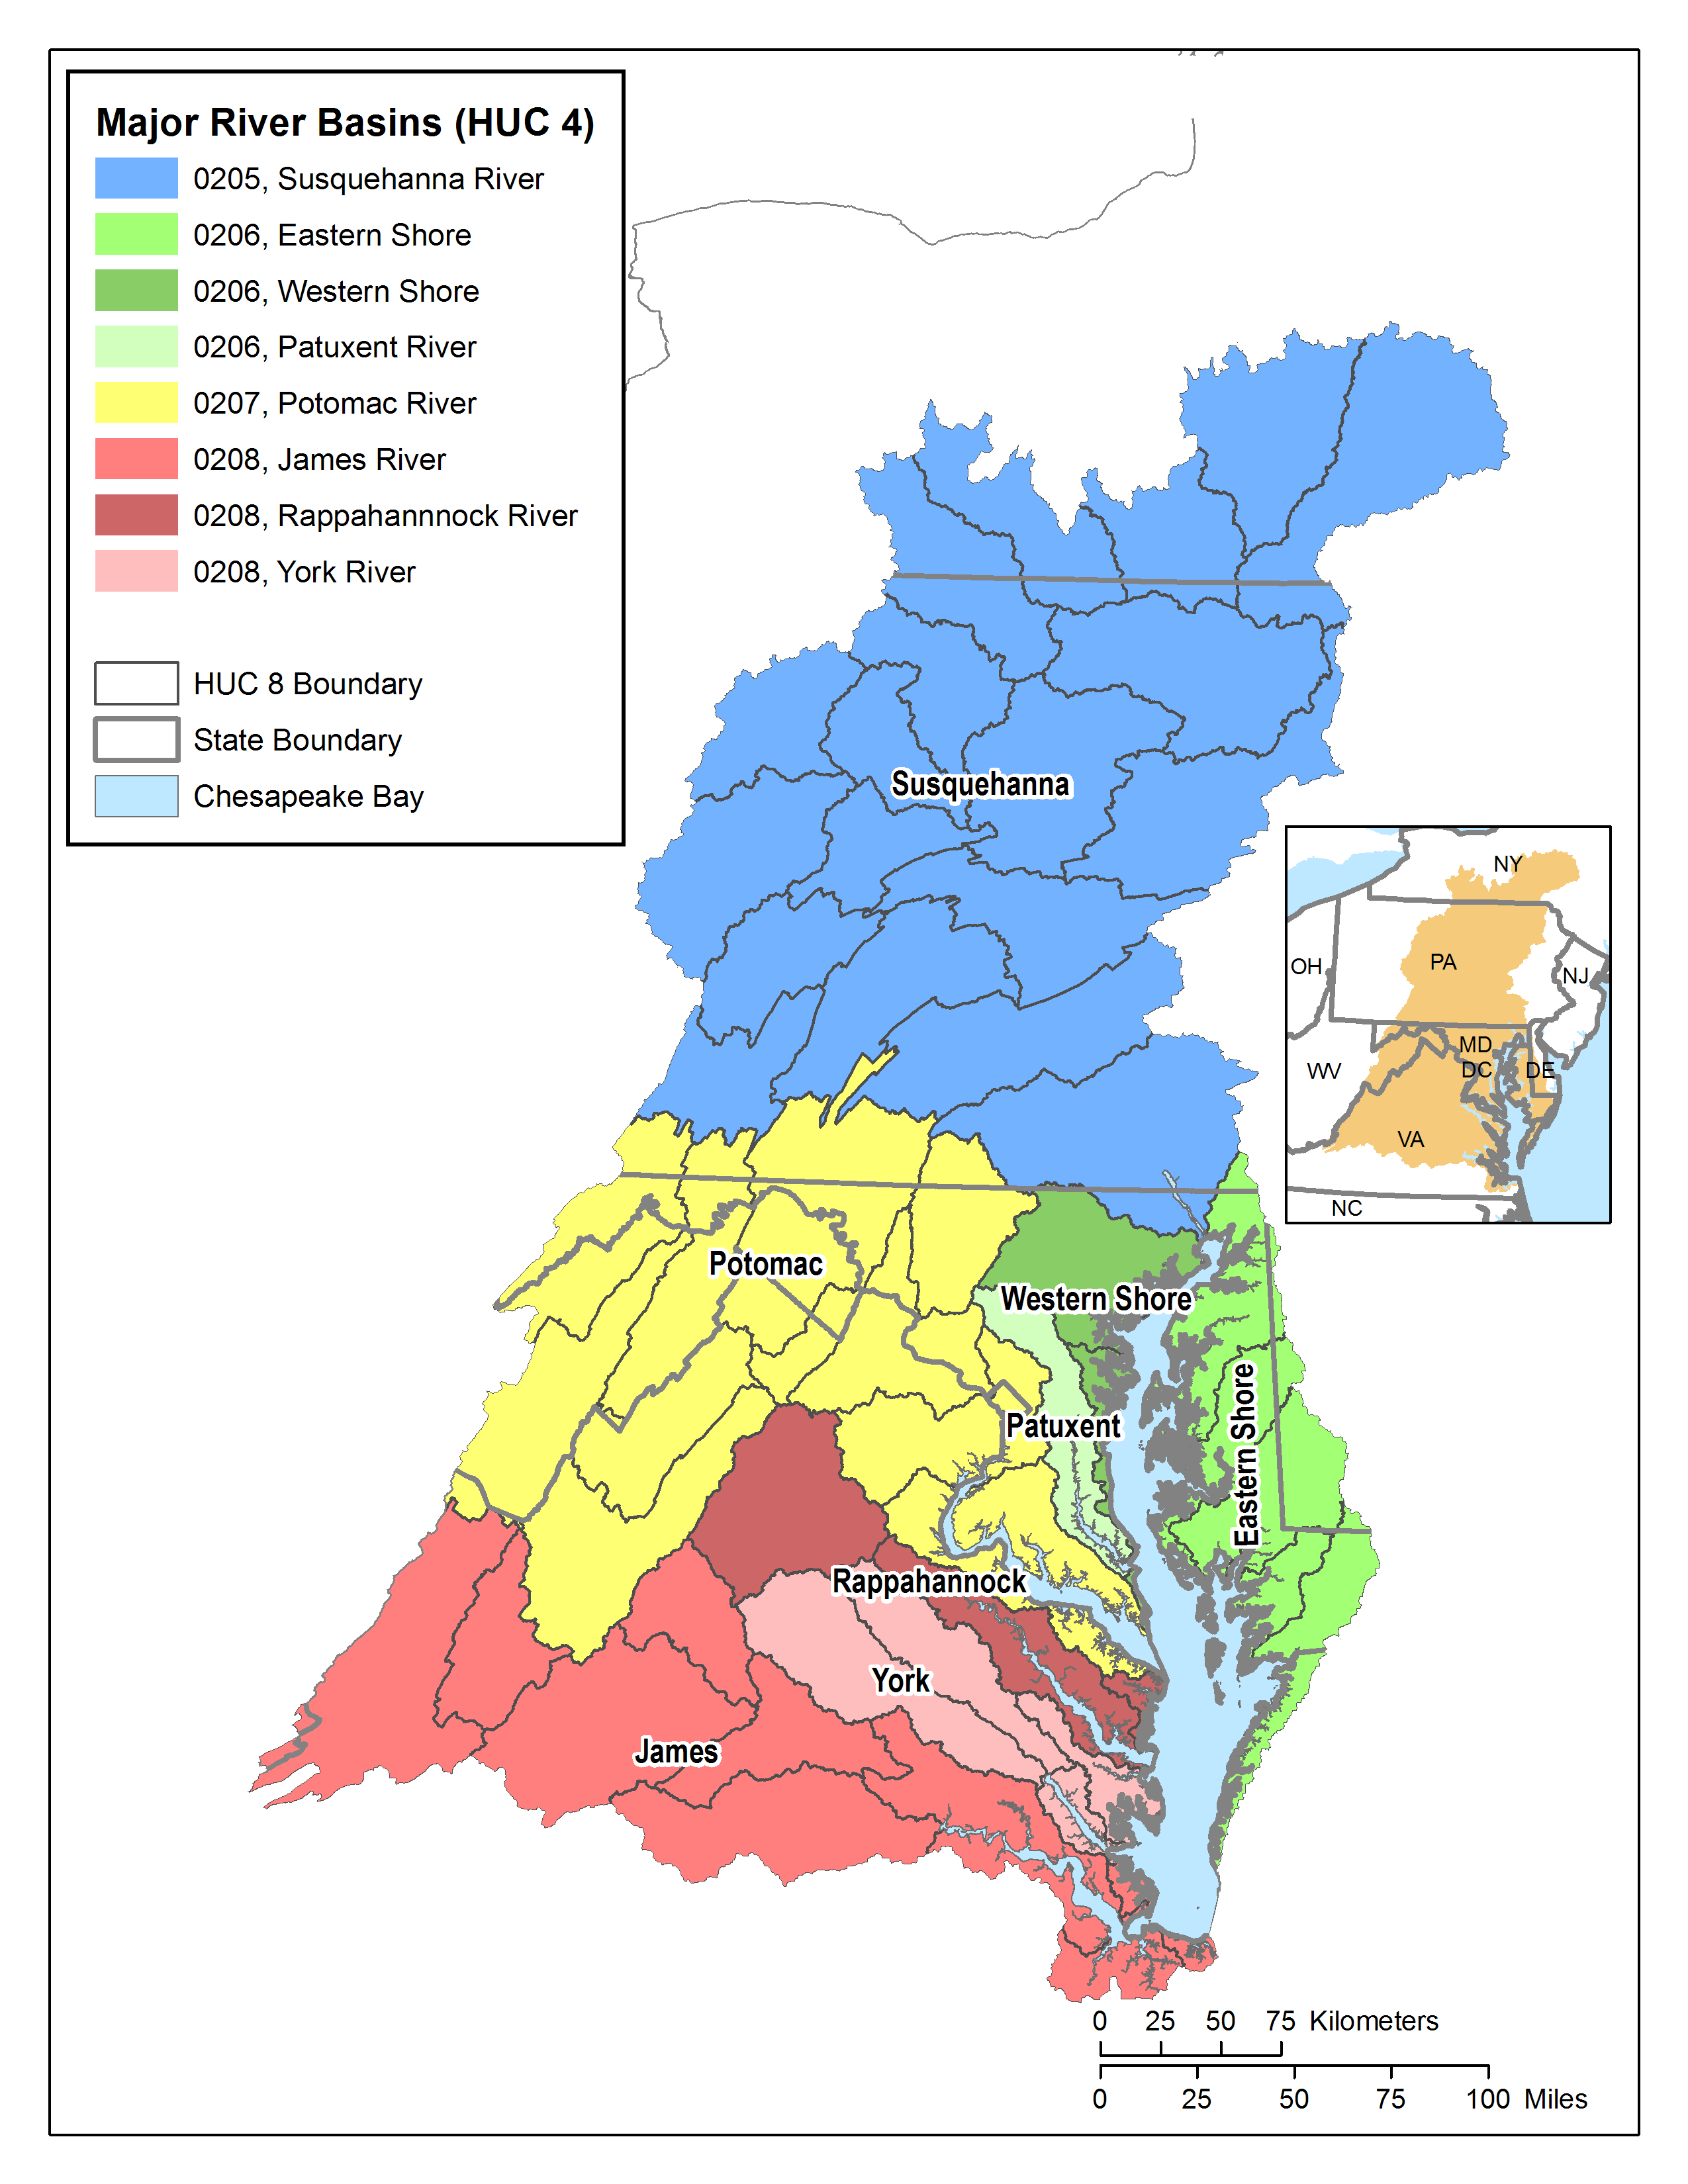 Major River Basins (HUC 4)
0205, Susquehanna River
0206, Eastern Shore
0206, Western Shore
0206, Patuxent River
0207, Potomac River
0208, James River
0208, Rappahannnock River
0208, York River
HUC 8 Boundary
State Boundary
Chesapeake Bay
Susquehanna
NY
PA
OH
NJ
MD
WV
DC
DE
VA
NC
Potomac
Western Shore
Patuxent
Eastern Shore
Rappahannock
York
James
0 25 50 75 Kilometers
0 25 50 75 100 Miles